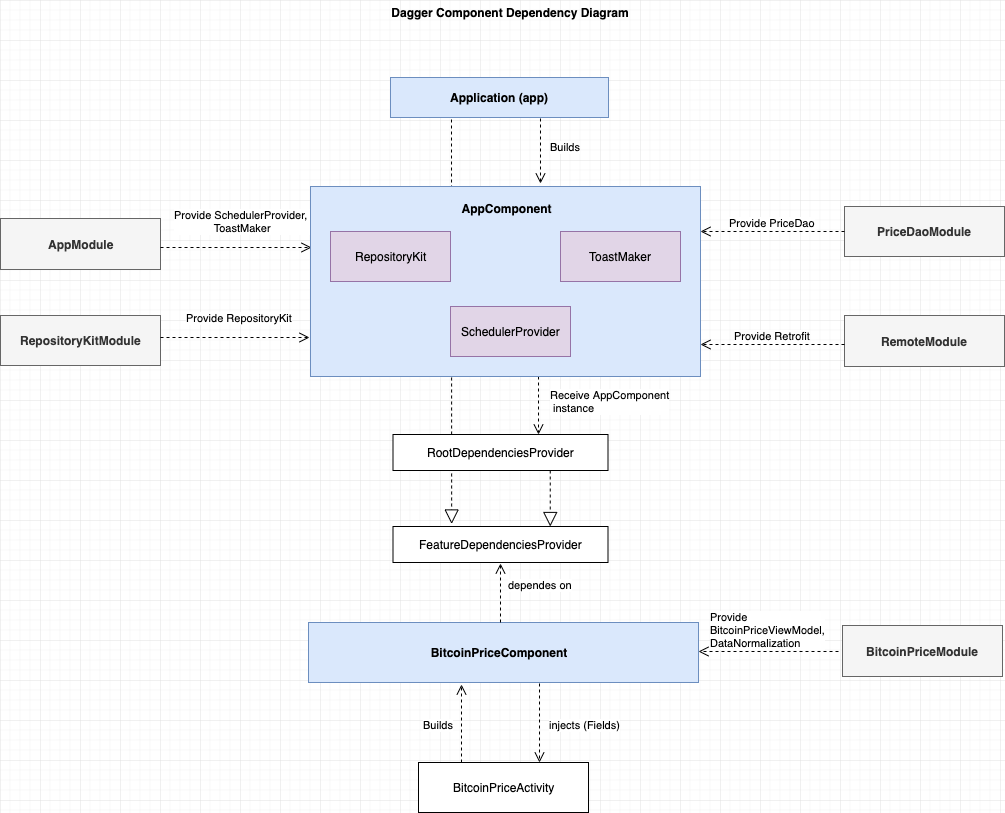 Dagger Component Dependency Diagram
Application (app)
Builds
AppComponent
Provide SchedulerProvider,
ToastMaker
AppModule
RepositoryKit
ToastMaker
Provide PriceDao
PriceDaoModule
Provide RepositoryKit
RepositoryKitModule
SchedulerProvider
Provide Retrofit
RemoteModule
Receive AppComponent
instance
RootDependenciesProvider
FeatureDependenciesProvider
dependes on
Provide
BitcoinPriceViewModel,
DataNormalization
BitcoinPriceComponent
BitcoinPriceModule
Builds
injects (Fields)
BitcoinPriceActivity